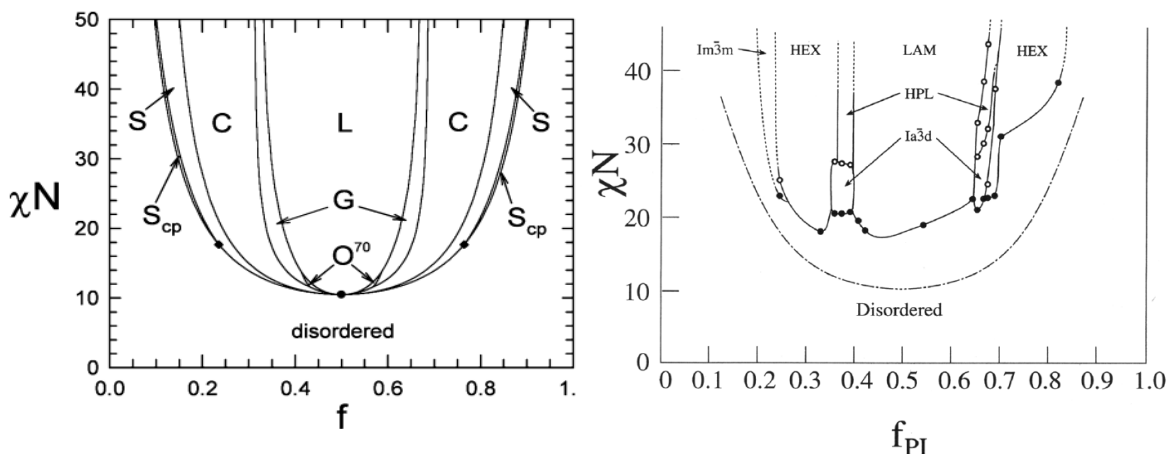 50
40
30
20
10
0
χN
S
C
L
C
S
S_cp
G
S_cp
O^70
disordered
0.0 0.2 0.4 0.6 0.8 1.
f
40
30
20
10
0
χN
Im3̄m
HEX
LAM
HEX
HPL
Ia3̄d
Disordered
0 0.1 0.2 0.3 0.4 0.5 0.6 0.7 0.8 0.9 1.0
f_PI